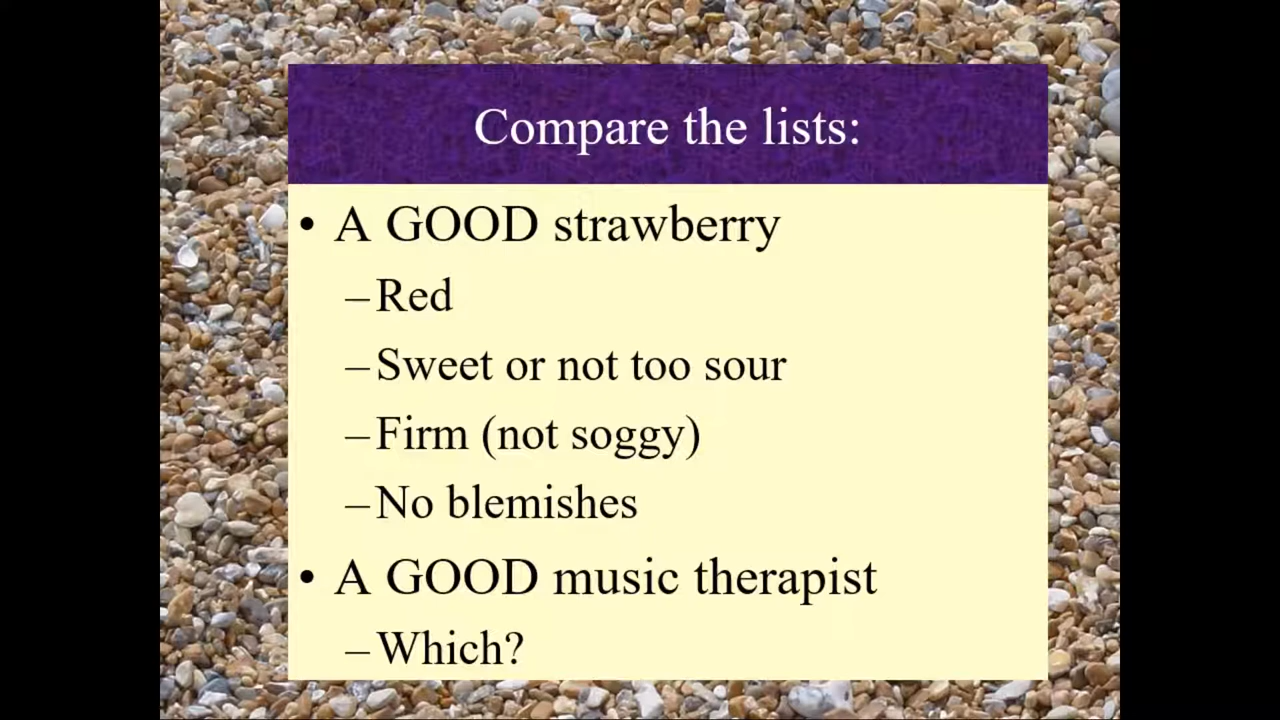 Compare the lists:
• A GOOD strawberry
–Red
–Sweet or not too sour
–Firm (not soggy)
–No blemishes
• A GOOD music therapist
–Which?